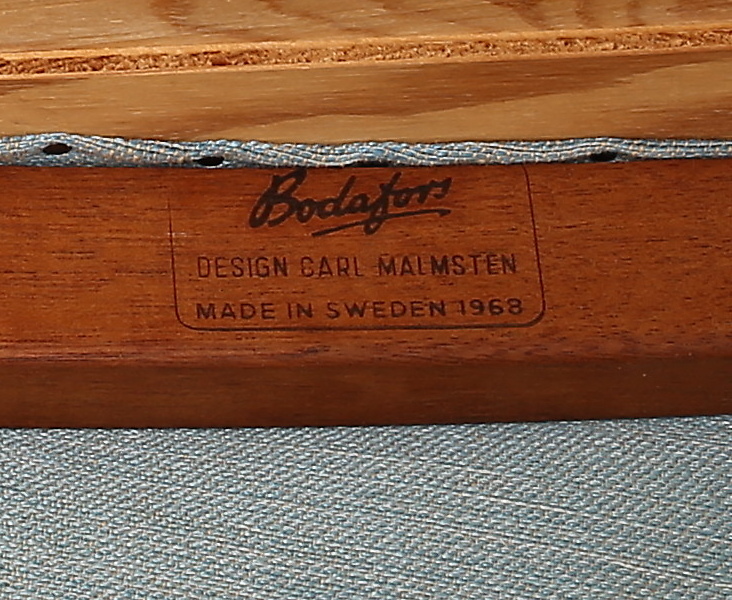 Bodafors
DESIGN CARL MALMSTEN
MADE IN SWEDEN 1968